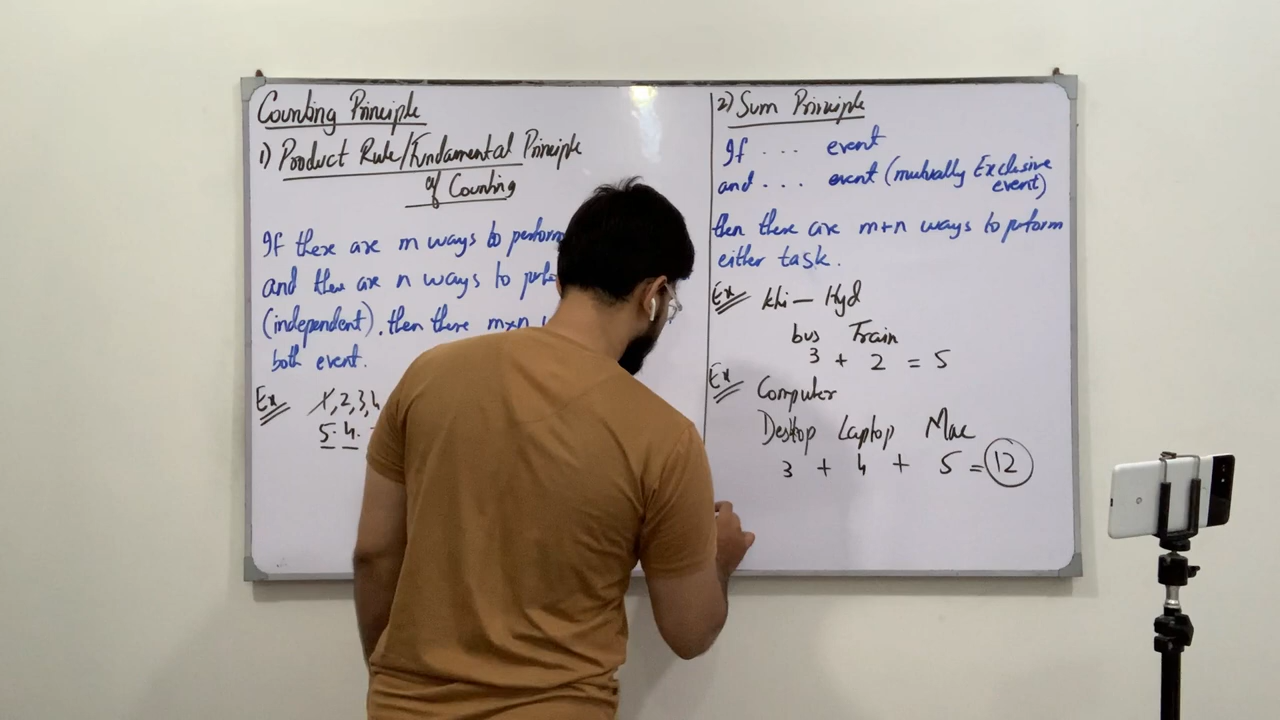 Counting Principle
1) Product Rule/Fundamental Principle
of Counting
If there are m ways to perform
and there are n ways to
(independent). then there m×n
both event.
Ex 1,2,3,4
5.4.
2) Sum Principle
If .... event
and .... event (mutually Exclusive
event)
then there are m+n ways to perform
either task.
Ex Khi — Hyd
bus Train
3 + 2 = 5
Ex Computer
Desktop Laptop Mac
3 + 4 + 5 = 12